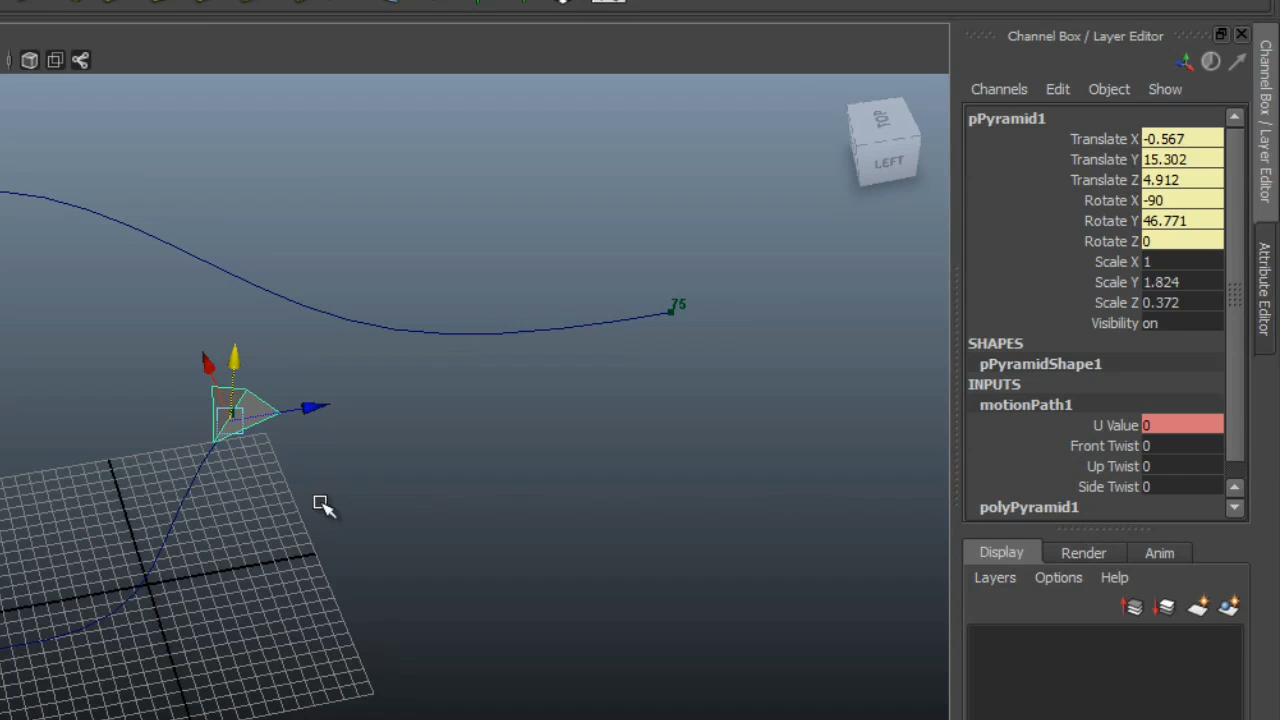 Channel Box / Layer Editor
Channels Edit Object Show
pPyramid1
Translate X -0.567
Translate Y 15.302
Translate Z 4.912
Rotate X -90
Rotate Y 46.771
Rotate Z 0
Scale X 1
Scale Y 1.824
Scale Z 0.372
Visibility on
SHAPES
pPyramidShape1
INPUTS
motionPath1
U Value 0
Front Twist 0
Up Twist 0
Side Twist 0
polyPyramid1
Display Render Anim
Layers Options Help
Channel Box / Layer Editor
Attribute Editor
TOP
LEFT
75